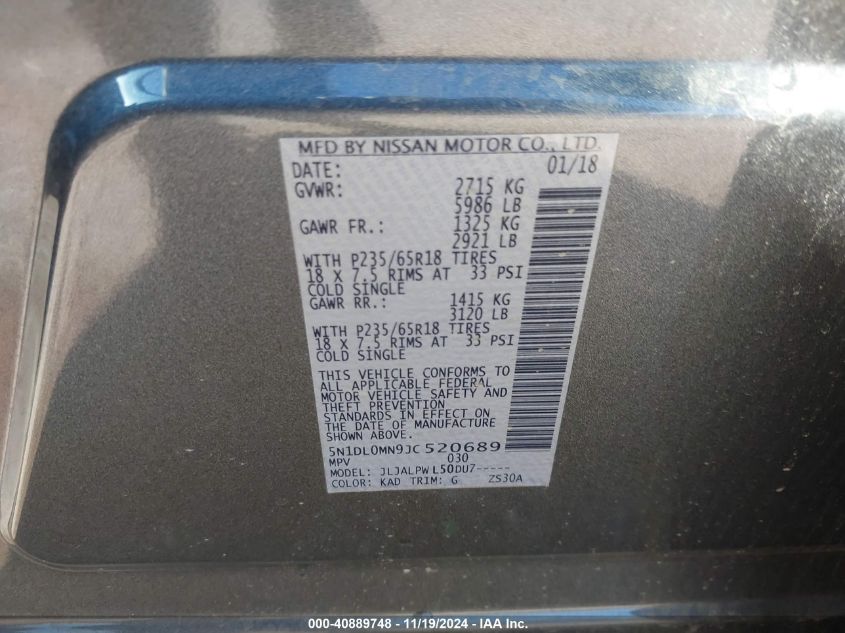 MFD BY NISSAN MOTOR CO., LTD.
DATE: 01/18
GVWR: 2715 KG
5986 LB
GAWR FR.: 1325 KG
2921 LB
WITH P235/65R18 TIRES
18 X 7.5 RIMS AT 33 PSI
COLD SINGLE
GAWR RR.: 1415 KG
3120 LB
WITH P235/65R18 TIRES
18 X 7.5 RIMS AT 33 PSI
COLD SINGLE
THIS VEHICLE CONFORMS TO
ALL APPLICABLE FEDERAL
MOTOR VEHICLE SAFETY AND
THEFT PREVENTION
STANDARDS IN EFFECT ON
THE DATE OF MANUFACTURE
SHOWN ABOVE.
5N1DL0MN9JC520689
MPV 030
MODEL: JLJALPWL50DU7-----
COLOR: KAD TRIM: G ZS30A
000-40889748 - 11/19/2024 - IAA Inc.